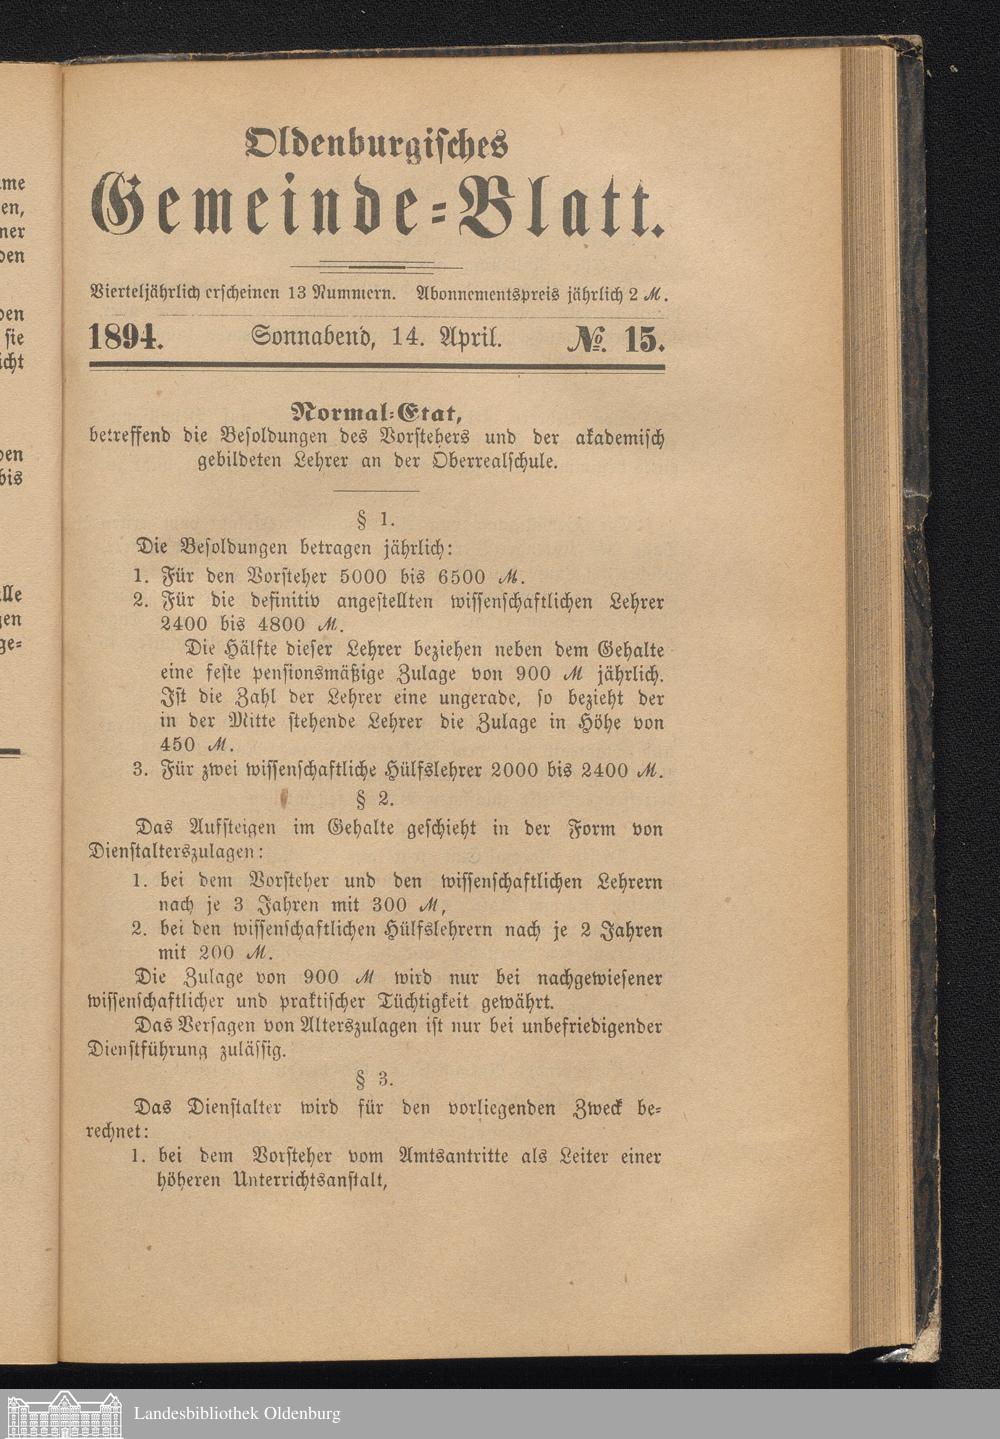 Oldenburgisches
Gemeinde-Blatt.
Vierteljährlich erscheinen 13 Nummern. Abonnementspreis jährlich 2 ℳ.
1894. Sonnabend, 14. April. № 15.
Normal-Etat,
betreffend die Besoldungen des Vorstehers und der akademisch
gebildeten Lehrer an der Oberrealschule.
§ 1.
Die Besoldungen betragen jährlich:
1. Für den Vorsteher 5000 bis 6500 ℳ.
2. Für die definitiv angestellten wissenschaftlichen Lehrer
2400 bis 4800 ℳ.
Die Hälfte dieser Lehrer beziehen neben dem Gehalte
eine feste pensionsmäßige Zulage von 900 ℳ jährlich.
Ist die Zahl der Lehrer eine ungerade, so bezieht der
in der Mitte stehende Lehrer die Zulage in Höhe von
450 ℳ.
3. Für zwei wissenschaftliche Hülfslehrer 2000 bis 2400 ℳ.
§ 2.
Das Aufsteigen im Gehalte geschieht in der Form von
Dienstalterszulagen:
1. bei dem Vorsteher und den wissenschaftlichen Lehrern
nach je 3 Jahren mit 300 ℳ,
2. bei den wissenschaftlichen Hülfslehrern nach je 2 Jahren
mit 200 ℳ.
Die Zulage von 900 ℳ wird nur bei nachgewiesener
wissenschaftlicher und praktischer Tüchtigkeit gewährt.
Das Versagen von Alterszulagen ist nur bei unbefriedigender
Dienstführung zulässig.
§ 3.
Das Dienstalter wird für den vorliegenden Zweck be-
rechnet:
1. bei dem Vorsteher vom Amtsantritte als Leiter einer
höheren Unterrichtsanstalt,
Landesbibliothek Oldenburg